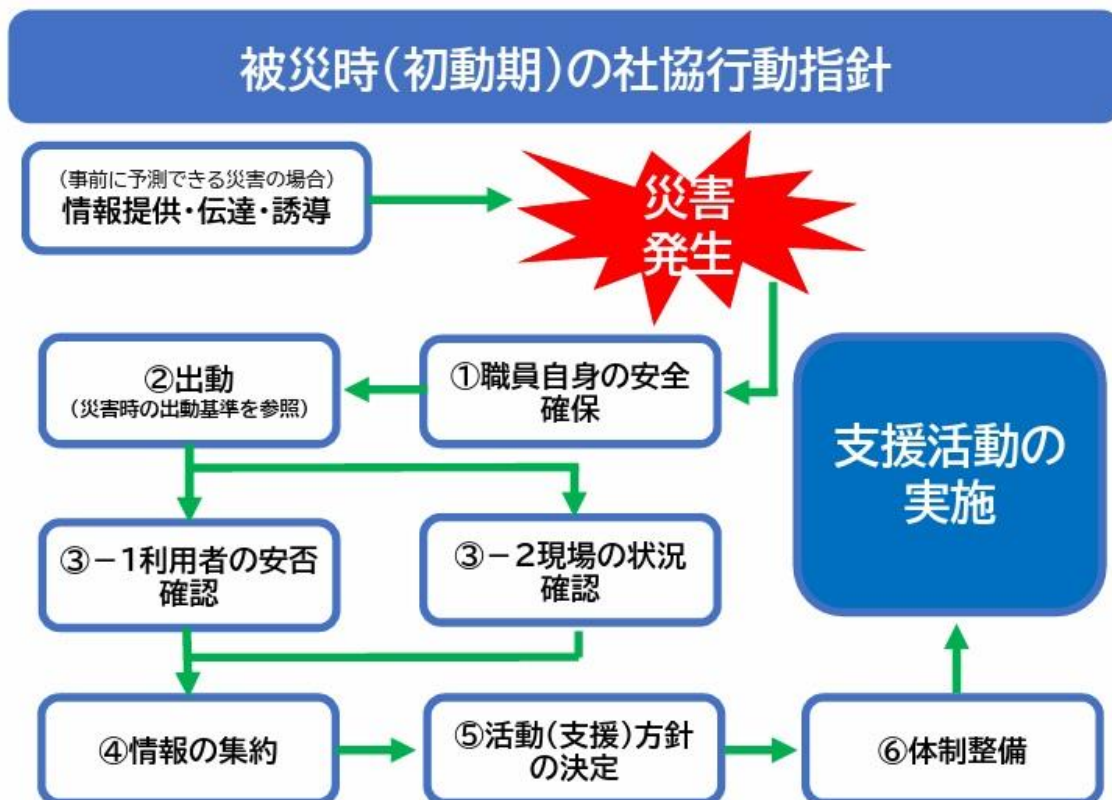 被災時(初動期)の社協行動指針
(事前に予測できる災害の場合)
情報提供・伝達・誘導
災害
発生
①職員自身の安全
確保
②出動
(災害時の出動基準を参照)
③−1利用者の安否
確認
③−2現場の状況
確認
④情報の集約
⑤活動(支援)方針
の決定
⑥体制整備
支援活動の
実施